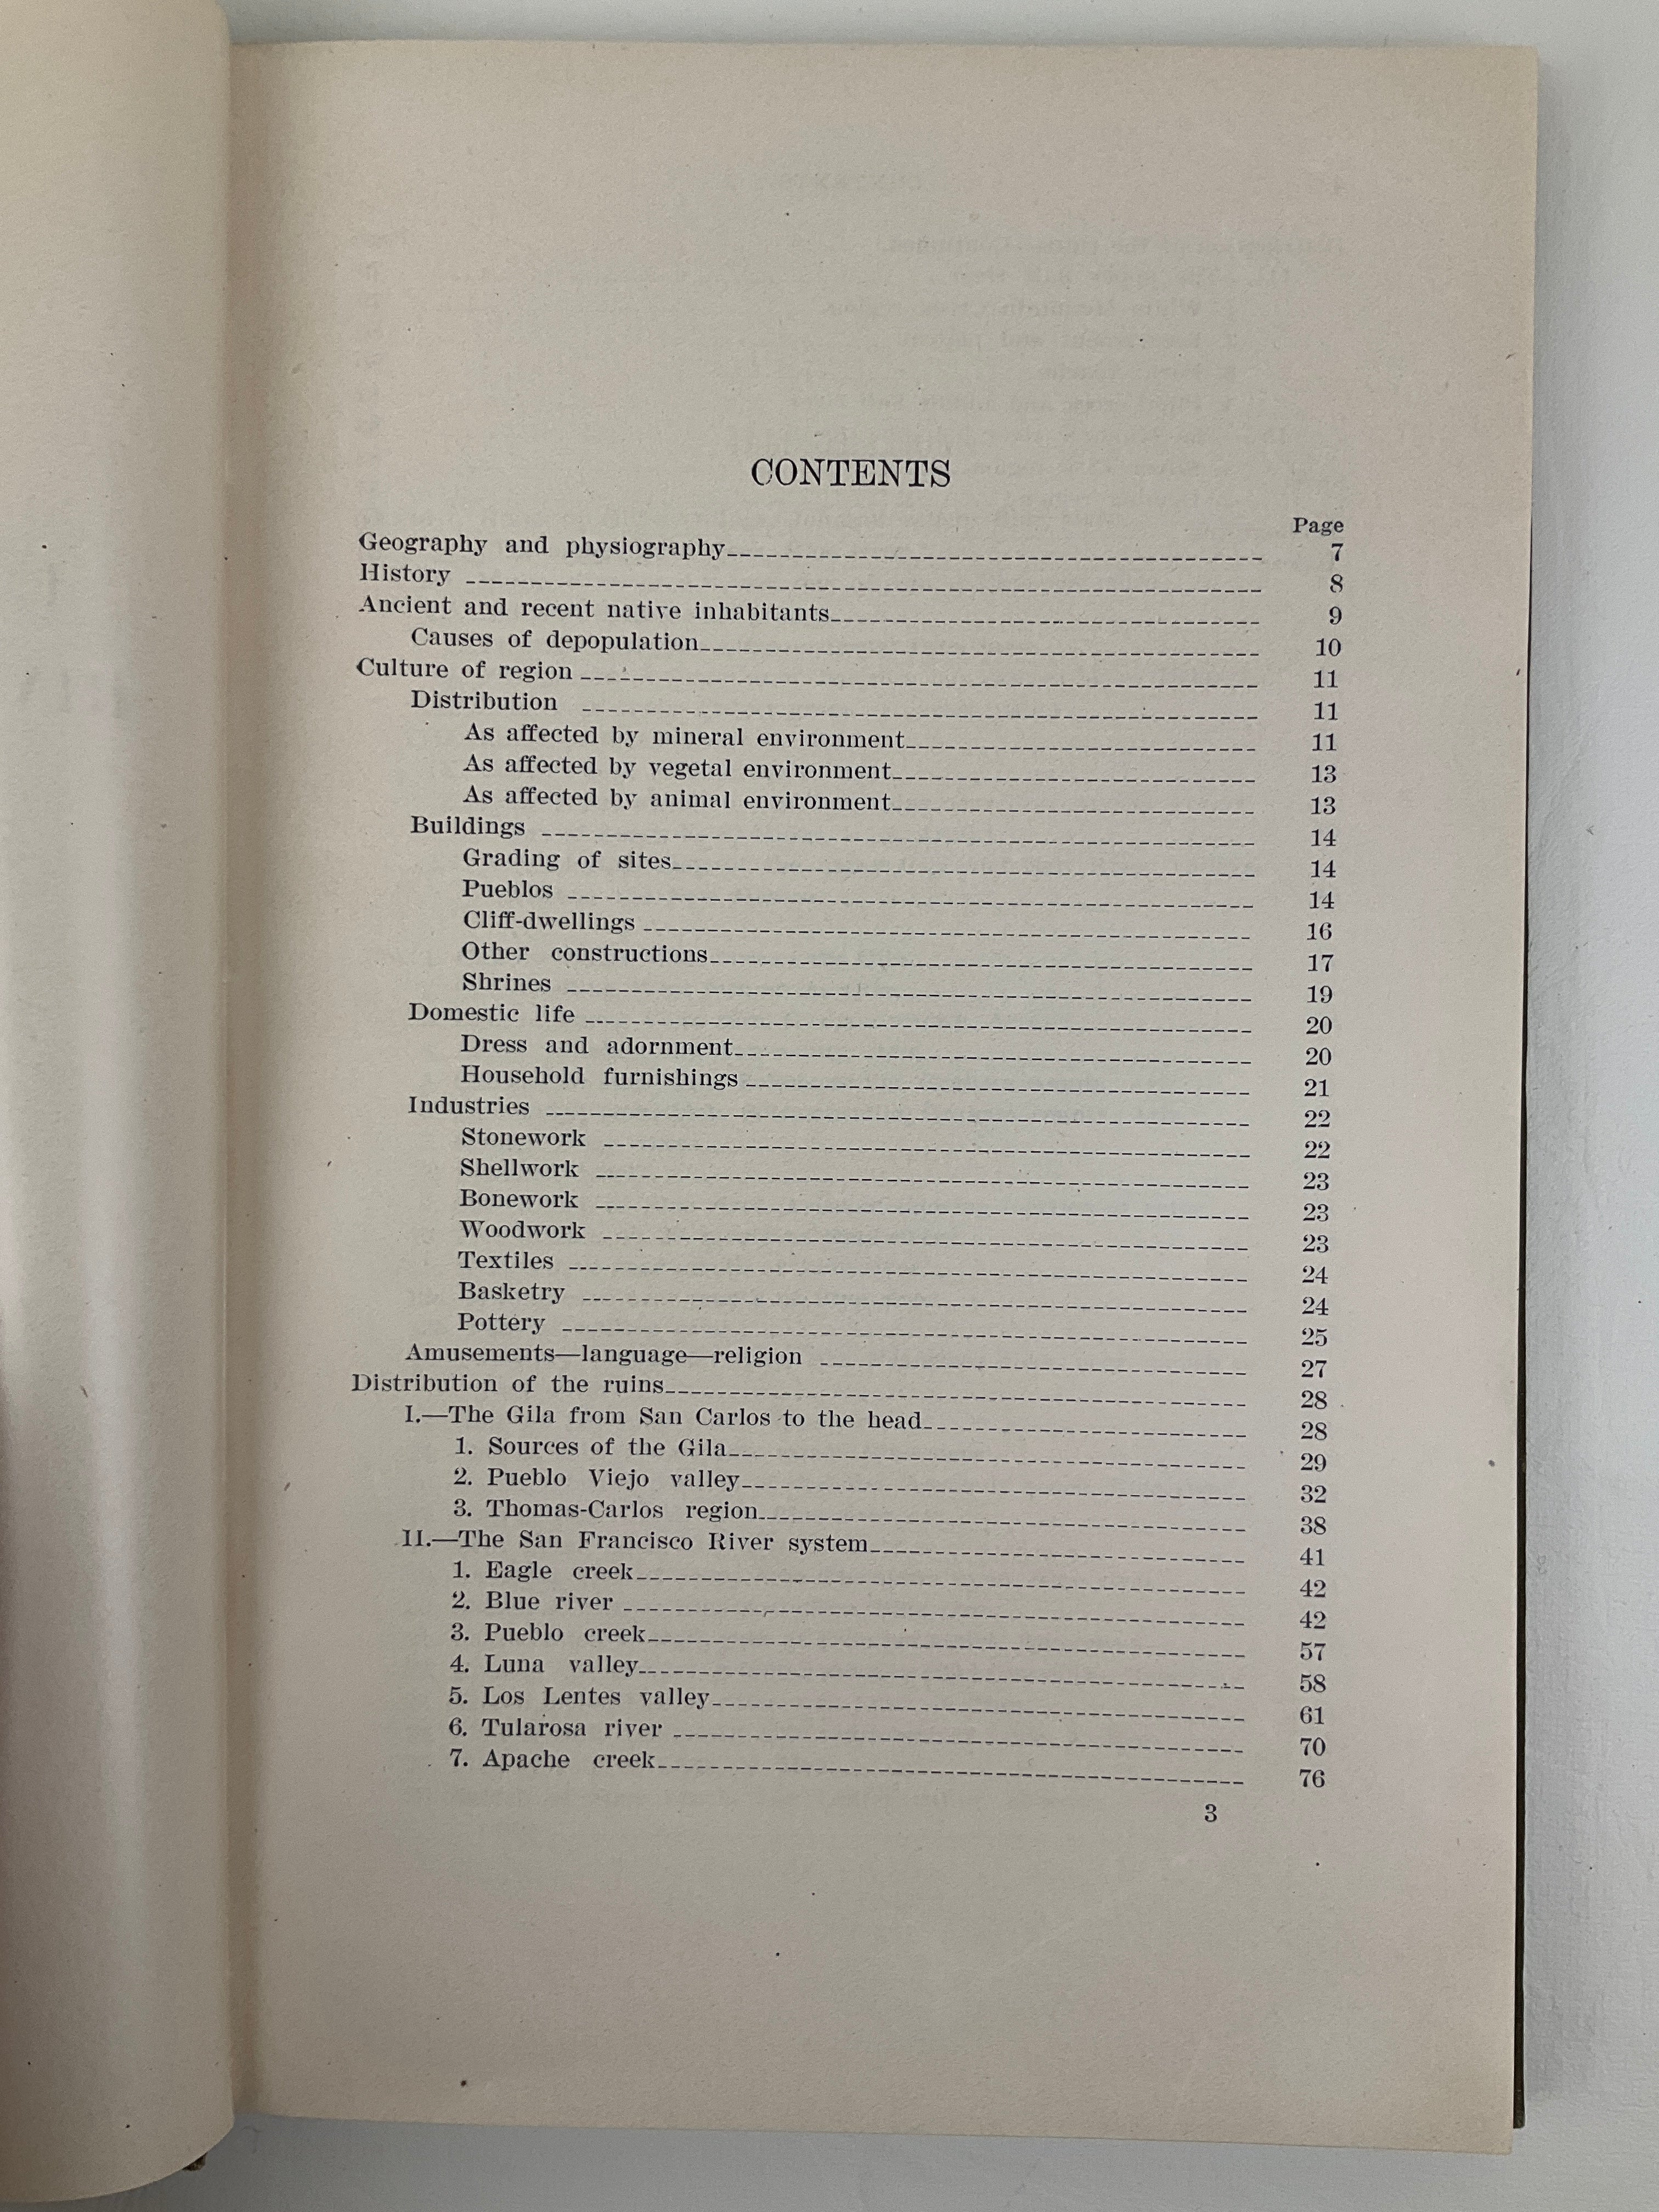 CONTENTS
Page
Geography and physiography 7
History 8
Ancient and recent native inhabitants 9
Causes of depopulation 10
Culture of region 11
Distribution 11
As affected by mineral environment 11
As affected by vegetal environment 13
As affected by animal environment 13
Buildings 14
Grading of sites 14
Pueblos 14
Cliff-dwellings 16
Other constructions 17
Shrines 19
Domestic life 20
Dress and adornment 20
Household furnishings 21
Industries 22
Stonework 22
Shellwork 23
Bonework 23
Woodwork 23
Textiles 24
Basketry 24
Pottery 25
Amusements—language—religion 27
Distribution of the ruins 28
I.—The Gila from San Carlos to the head 28
1. Sources of the Gila 29
2. Pueblo Viejo valley 32
3. Thomas-Carlos region 38
II.—The San Francisco River system 41
1. Eagle creek 42
2. Blue river 42
3. Pueblo creek 57
4. Luna valley 58
5. Los Lentes valley 61
6. Tularosa river 70
7. Apache creek 76
3